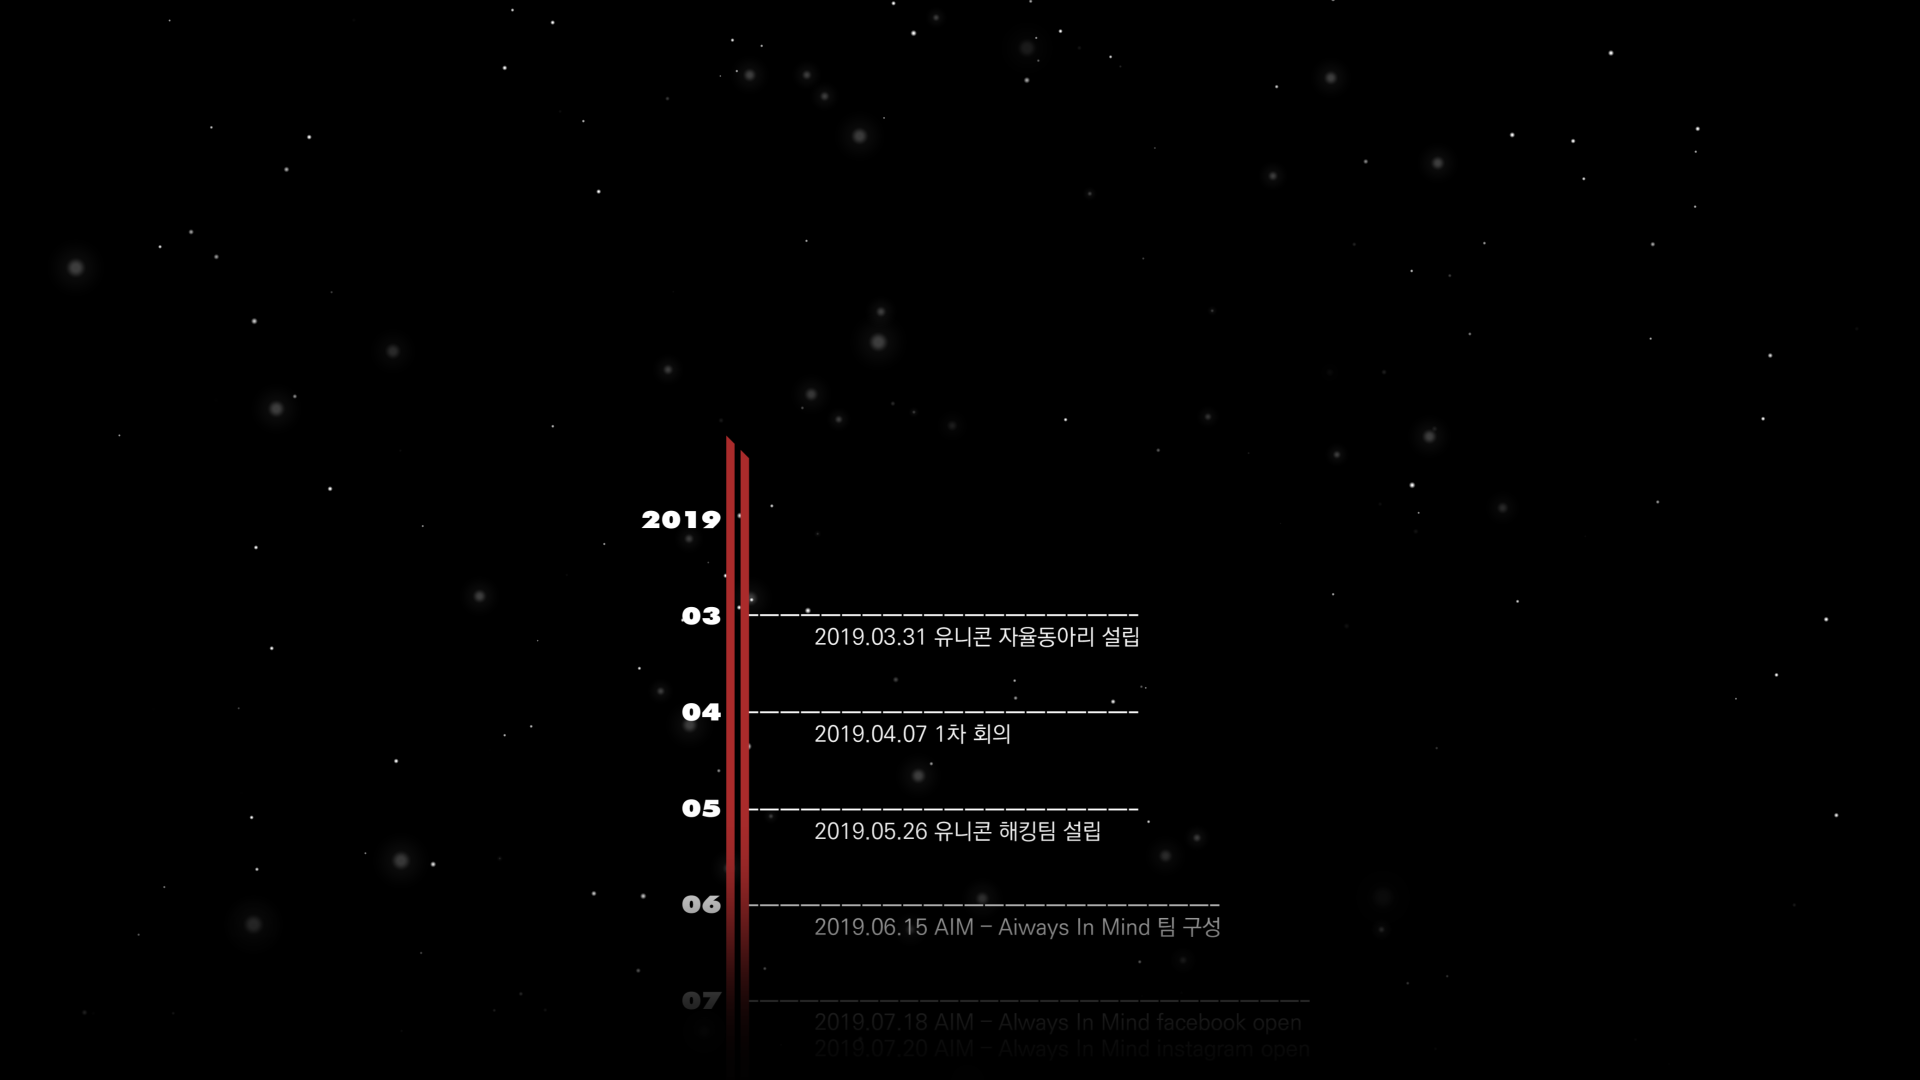 2019
03
2019.03.31 유니콘 자율동아리 설립
04
2019.04.07 1차 회의
05
2019.05.26 유니콘 해킹팀 설립
06
2019.06.15 AIM - Aiways In Mind 팀 구성
07
2019.07.18 AIM - Always In Mind facebook open
2019.07.20 AIM - Always In Mind instagram open